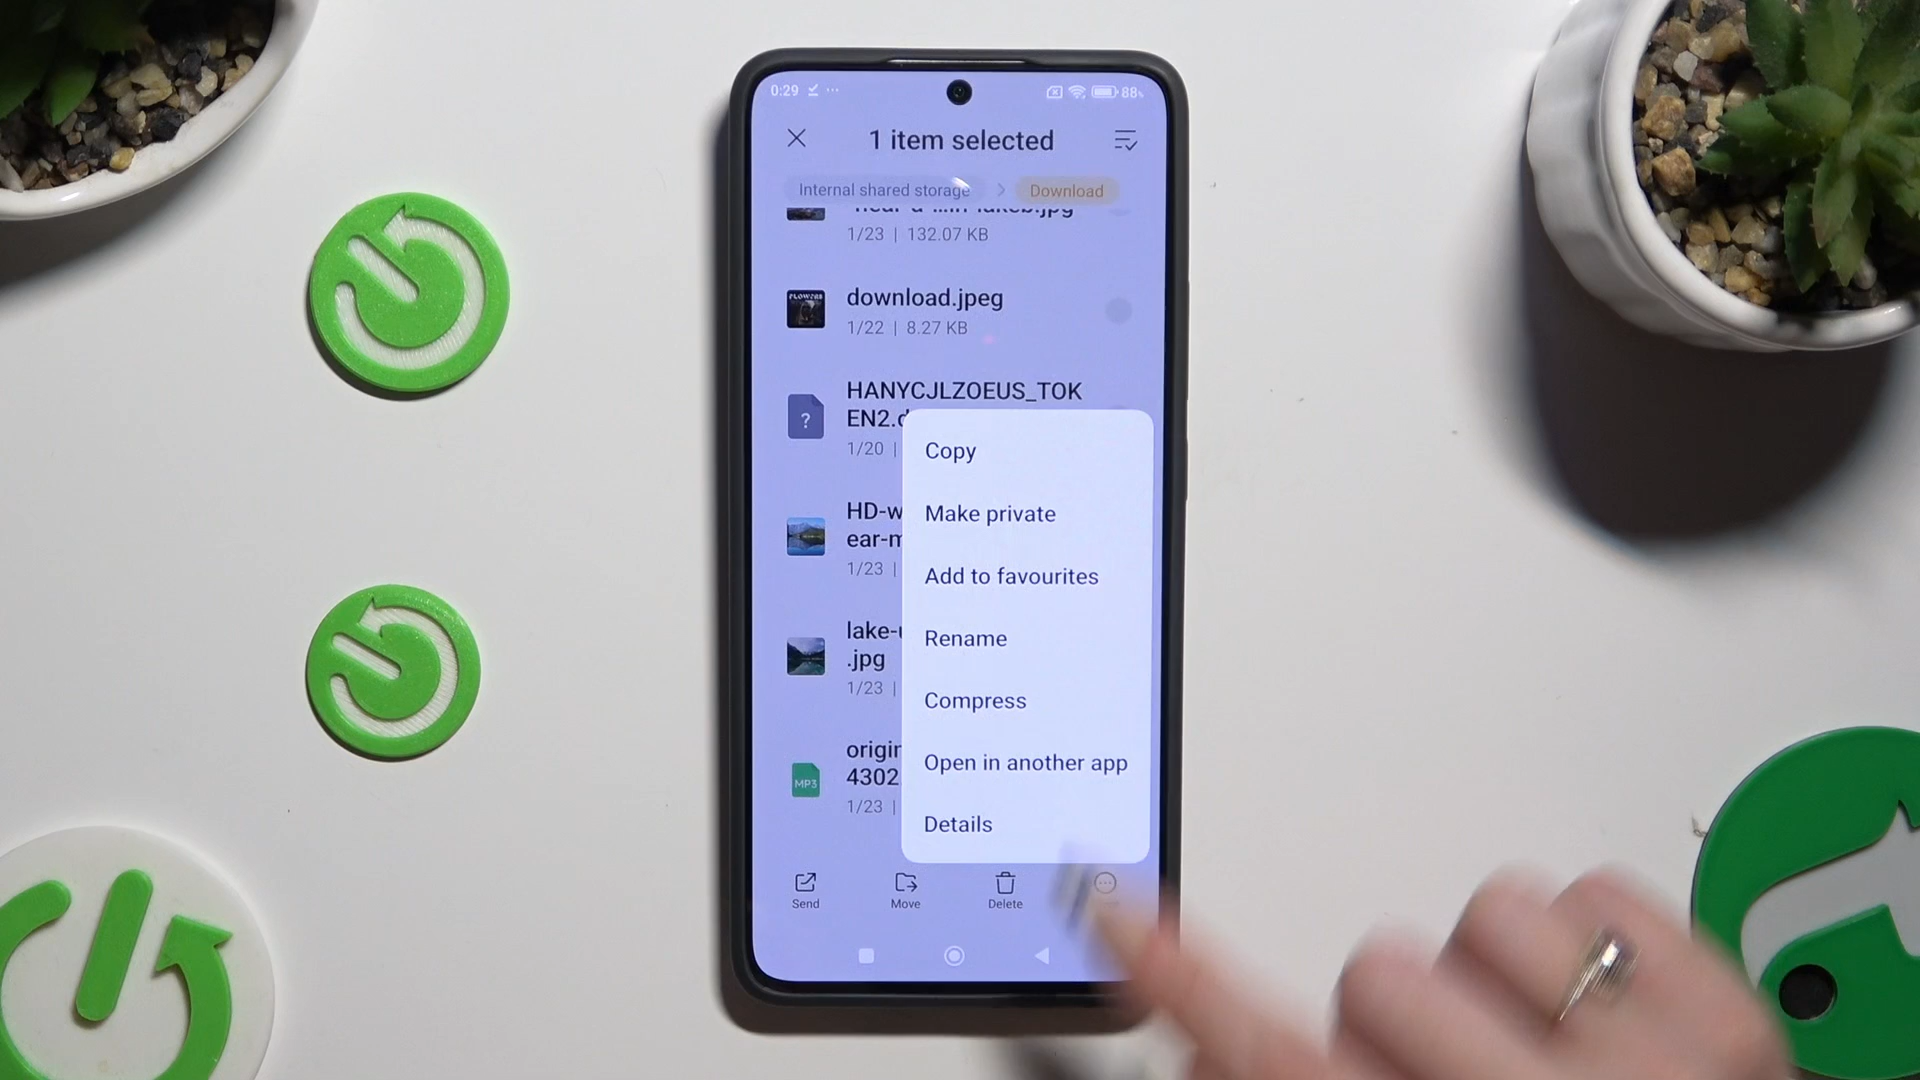 0:29 88%
1 item selected
Internal shared storage > Download
1/23 | 132.07 KB
download.jpeg
1/22 | 8.27 KB
HANYCJLZOEUS_TOK
EN2.
1/20 |
HD-w
ear-m
1/23 |
lake-
.jpg
1/23 |
MP3
origin
4302
1/23 |
Copy
Make private
Add to favourites
Rename
Compress
Open in another app
Details
Send Move Delete